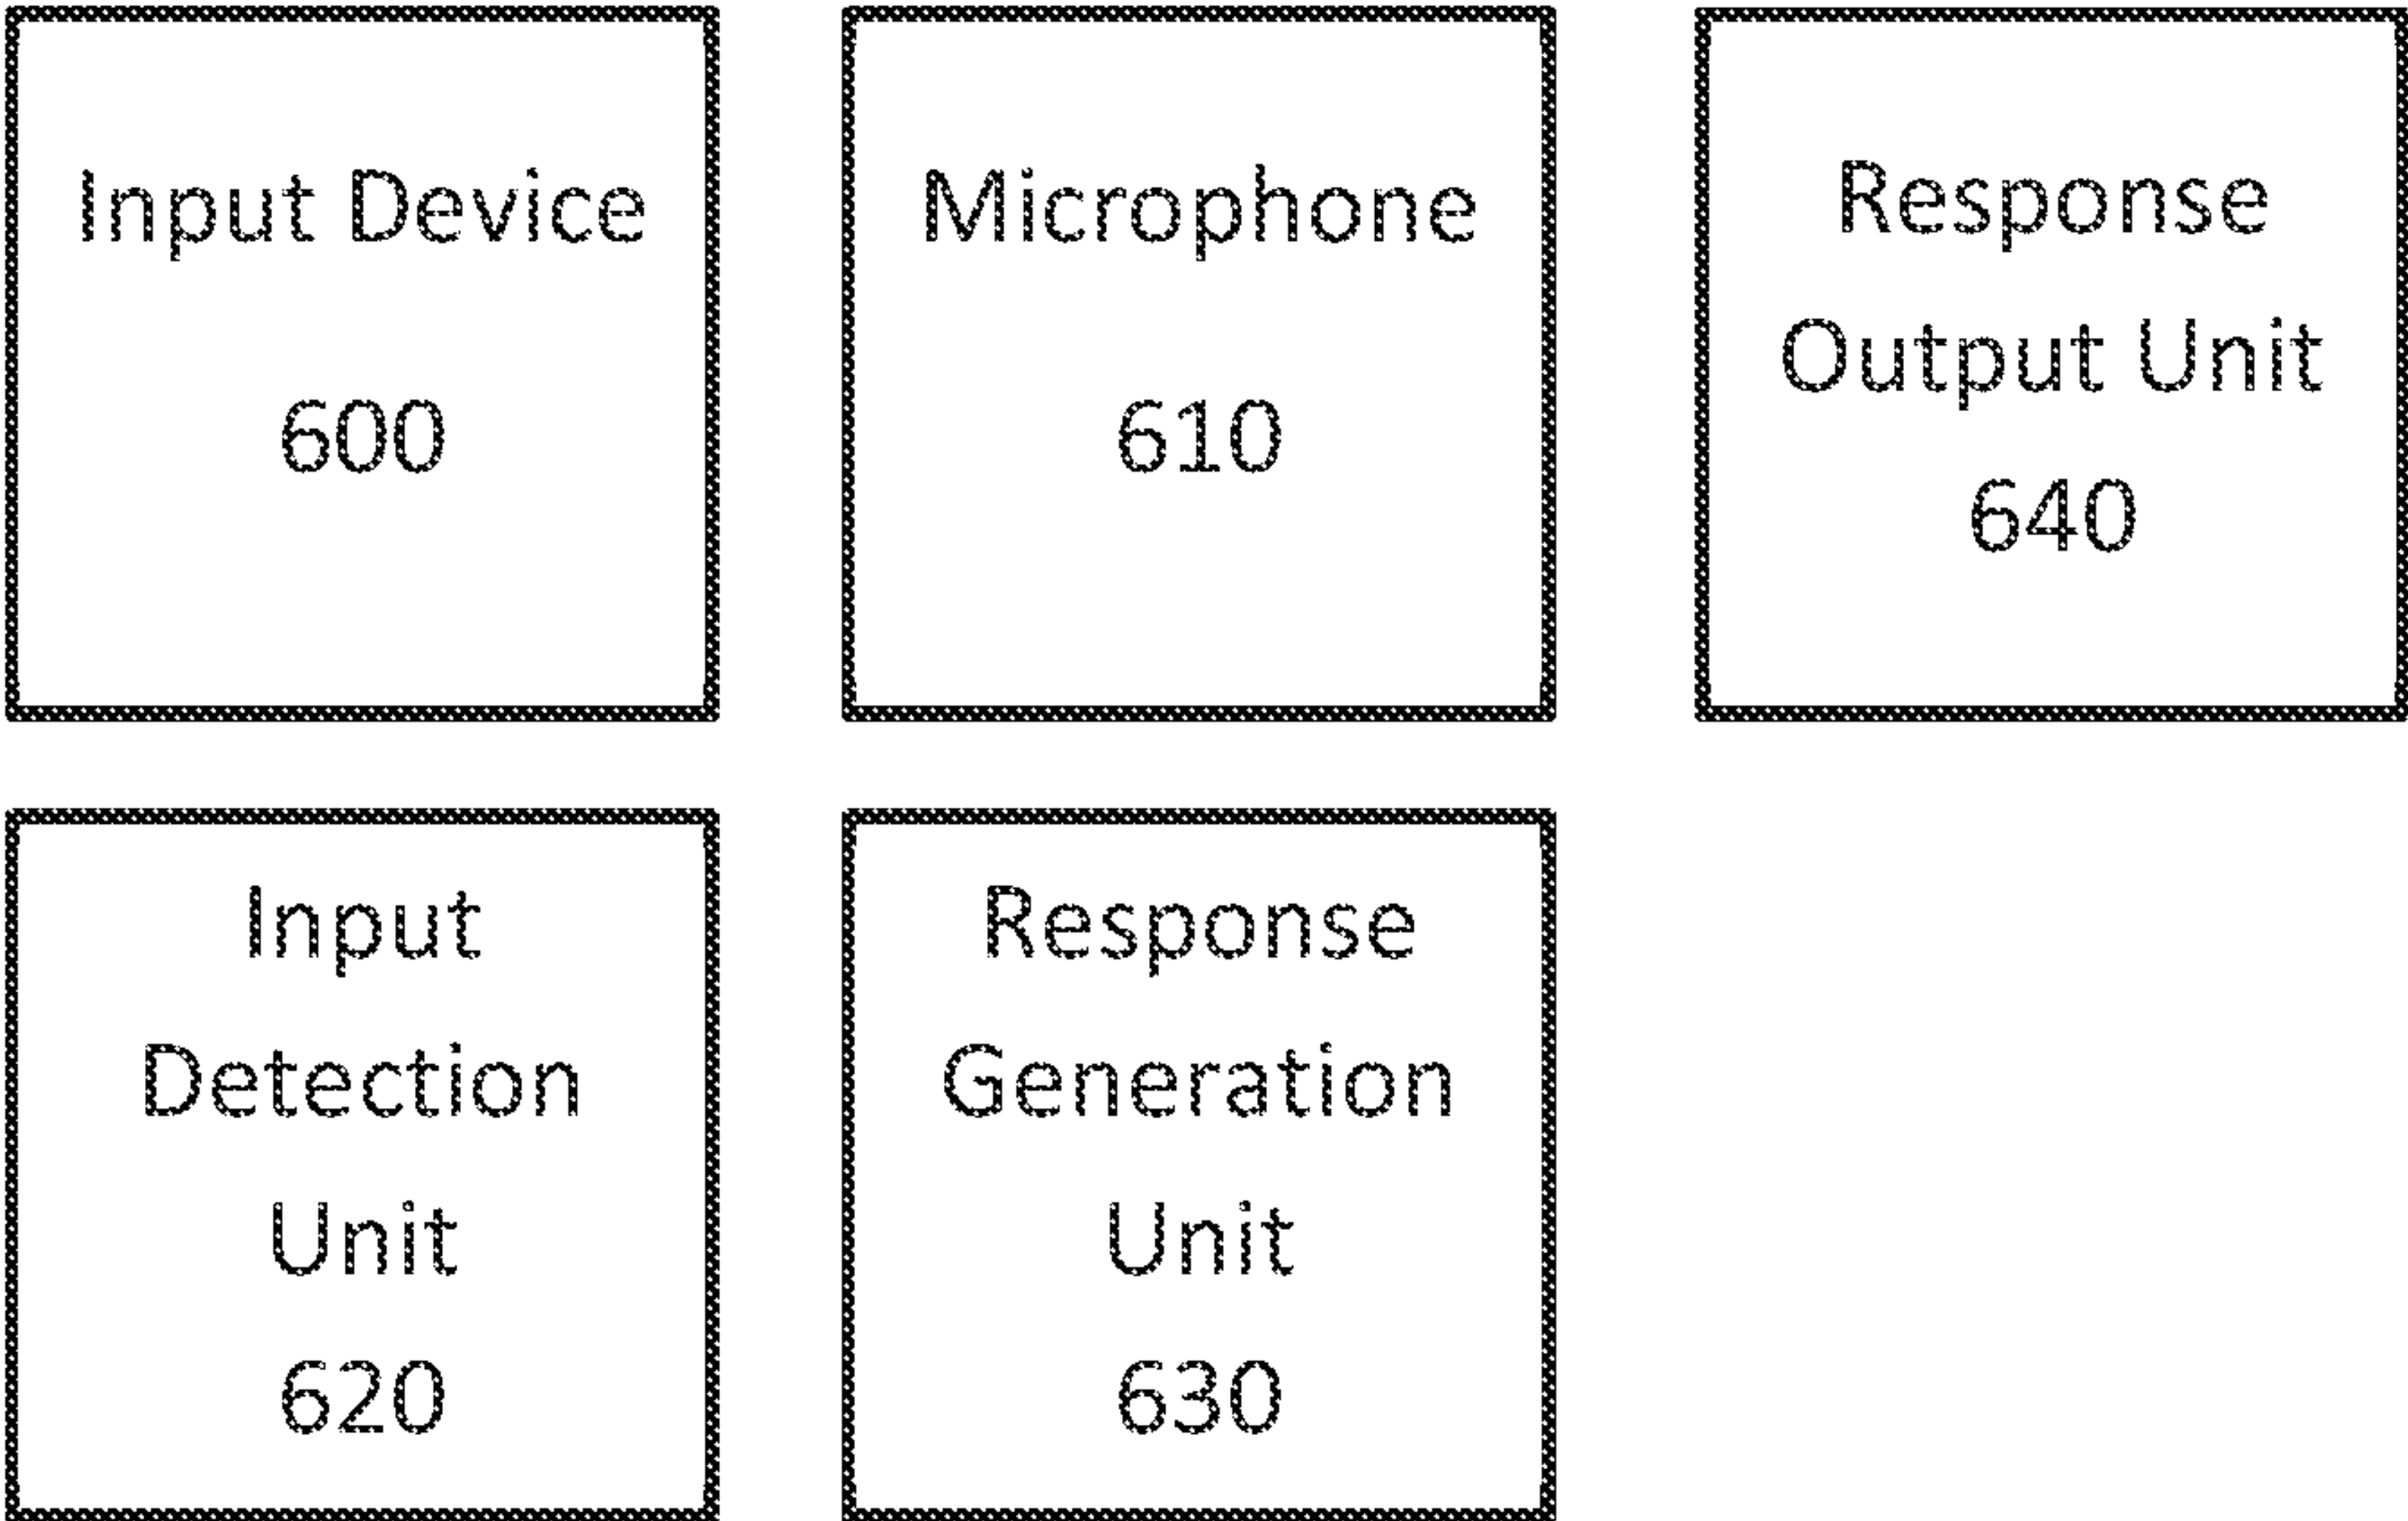 Input Device
600
Microphone
610
Response
Output Unit
640
Input
Detection
Unit
620
Response
Generation
Unit
630